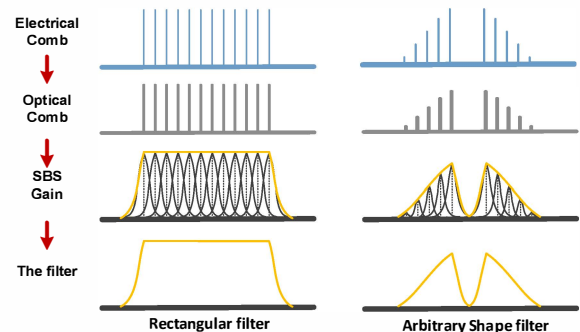 Electrical
Comb
Optical
Comb
SBS
Gain
The filter
Rectangular filter
Arbitrary Shape filter